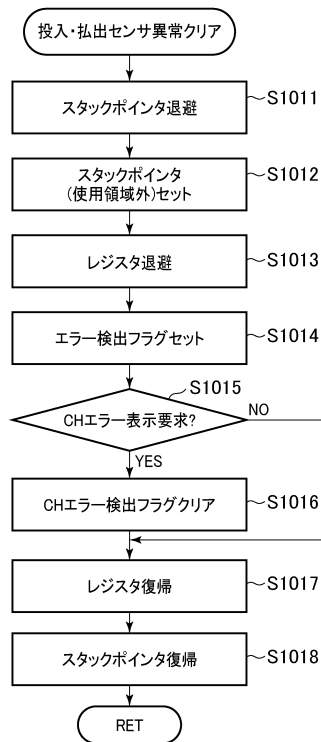 投入・払出センサ異常クリア
スタックポインタ退避
S1011
スタックポインタ
(使用領域外)セット
S1012
レジスタ退避
S1013
エラー検出フラグセット
S1014
S1015
CHエラー表示要求?
NO
YES
CHエラー検出フラグクリア
S1016
レジスタ復帰
S1017
スタックポインタ復帰
S1018
RET